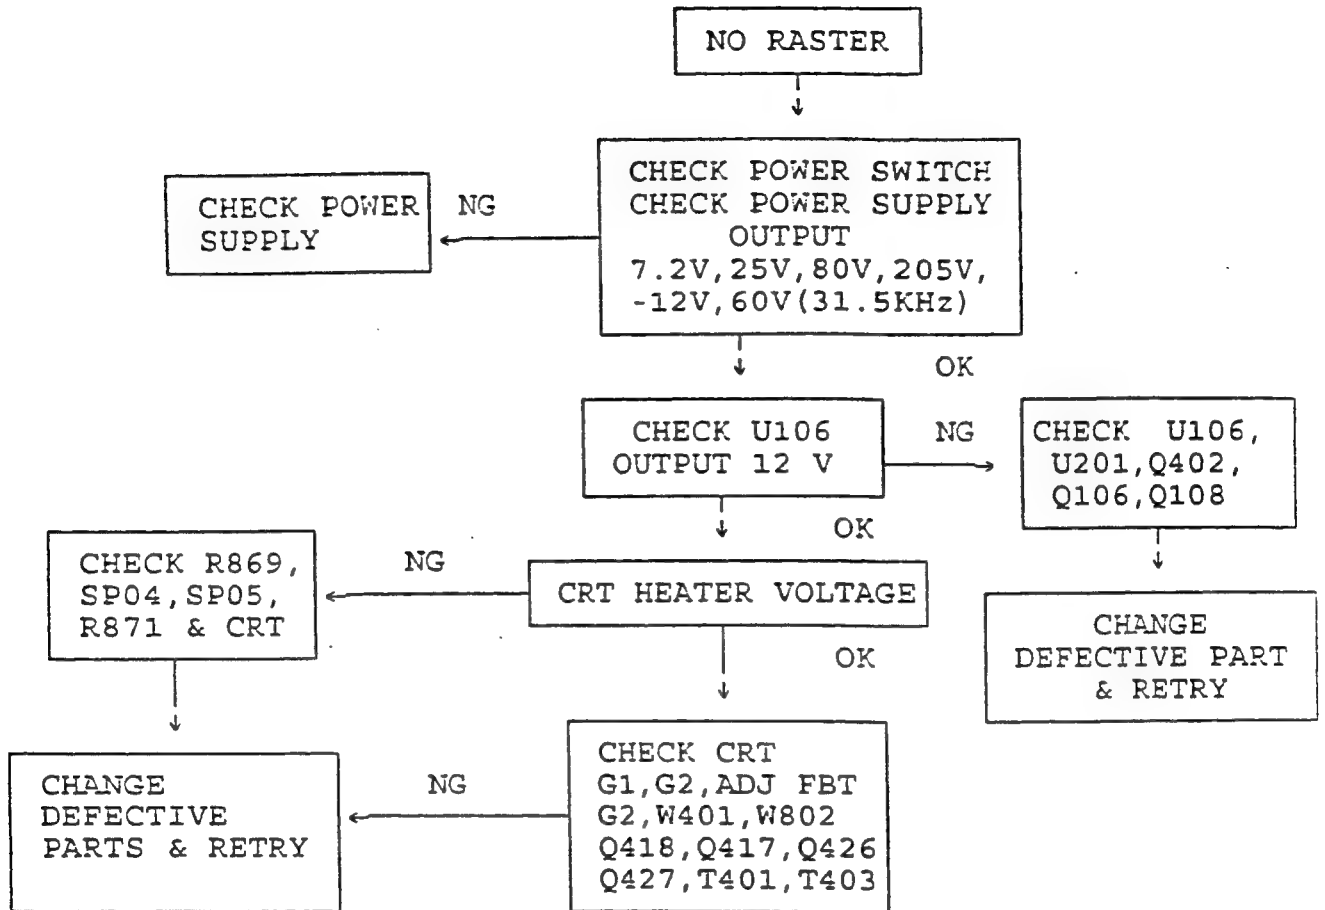 NO RASTER
CHECK POWER SWITCH
CHECK POWER SUPPLY
OUTPUT
7.2V,25V,80V,205V,
-12V,60V(31.5KHz)
NG
CHECK POWER
SUPPLY
OK
CHECK U106
OUTPUT 12 V
NG
CHECK U106,
U201,Q402,
Q106,Q108
OK
CHECK R869,
SP04,SP05,
R871 & CRT
NG
CRT HEATER VOLTAGE
CHANGE
DEFECTIVE PART
& RETRY
OK
CHANGE
DEFECTIVE
PARTS & RETRY
NG
CHECK CRT
G1,G2,ADJ FBT
G2,W401,W802
Q418,Q417,Q426
Q427,T401,T403